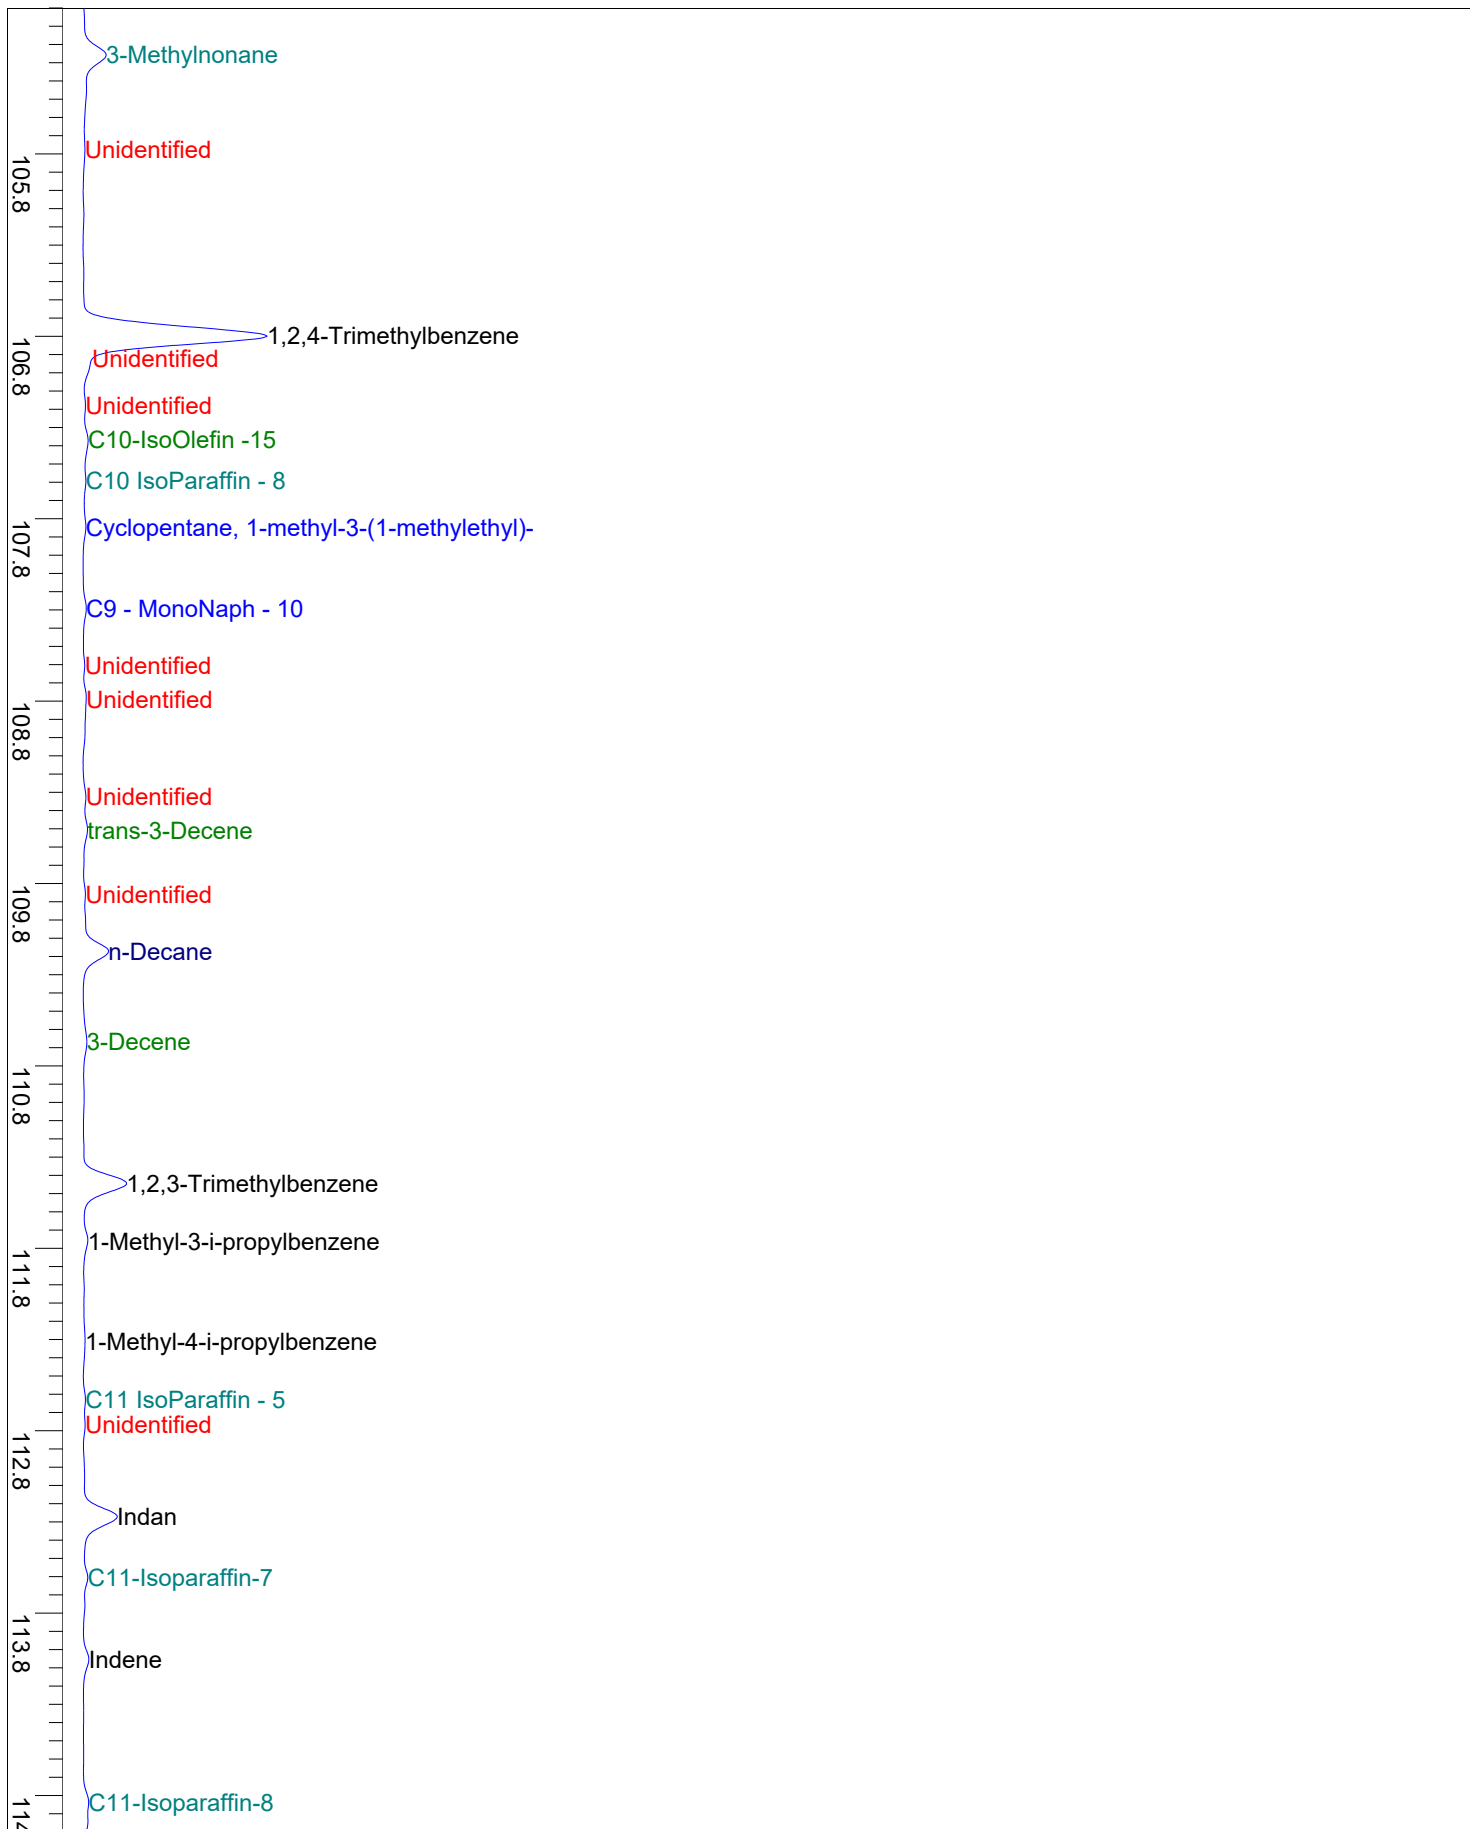 3-Methylnonane
Unidentified
105.8
1,2,4-Trimethylbenzene
Unidentified
106.8
Unidentified
C10-IsoOlefin -15
C10 IsoParaffin - 8
Cyclopentane, 1-methyl-3-(1-methylethyl)-
107.8
C9 - MonoNaph - 10
Unidentified
Unidentified
108.8
Unidentified
trans-3-Decene
Unidentified
109.8
n-Decane
3-Decene
110.8
1,2,3-Trimethylbenzene
1-Methyl-3-i-propylbenzene
111.8
1-Methyl-4-i-propylbenzene
C11 IsoParaffin - 5
Unidentified
112.8
Indan
C11-Isoparaffin-7
113.8
Indene
C11-Isoparaffin-8
114